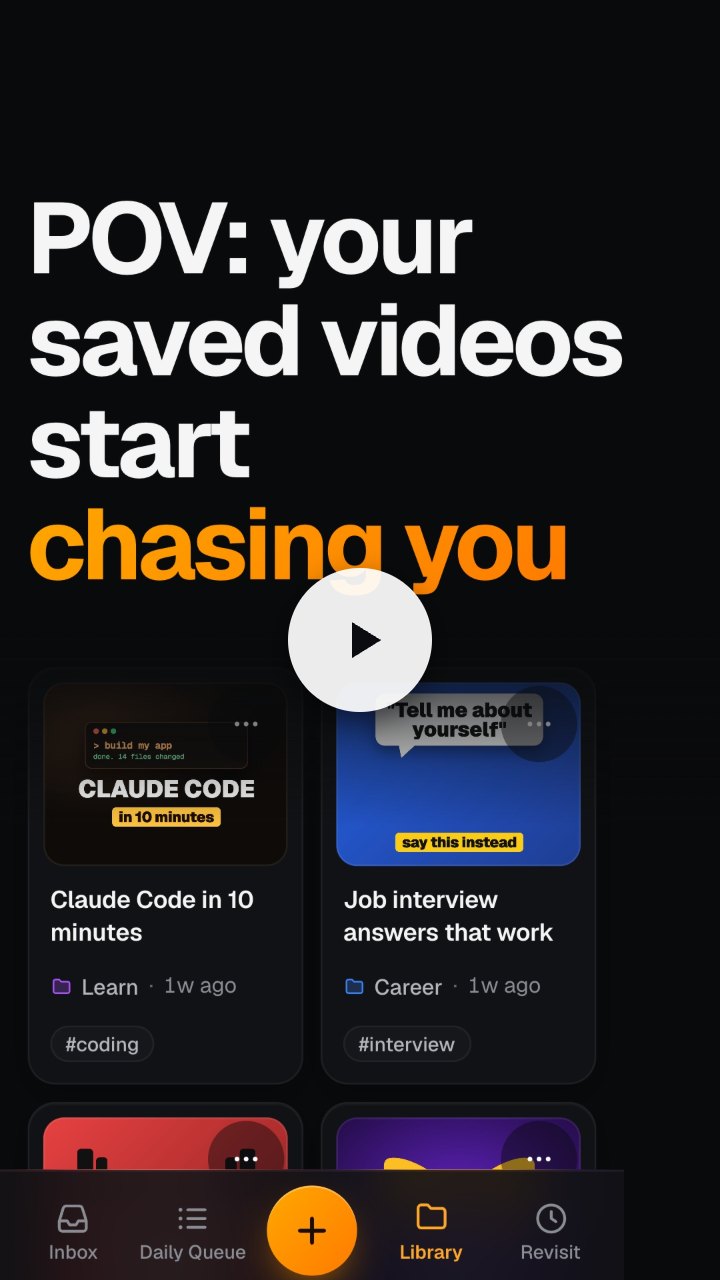 POV: your
saved videos
start
chasing you
> build my app
done. 14 files changed
CLAUDE CODE
in 10 minutes
"Tell me about
yourself"
say this instead
Claude Code in 10
minutes
Job interview
answers that work
Learn · 1w ago
Career · 1w ago
#coding
#interview
Inbox
Daily Queue
Library
Revisit